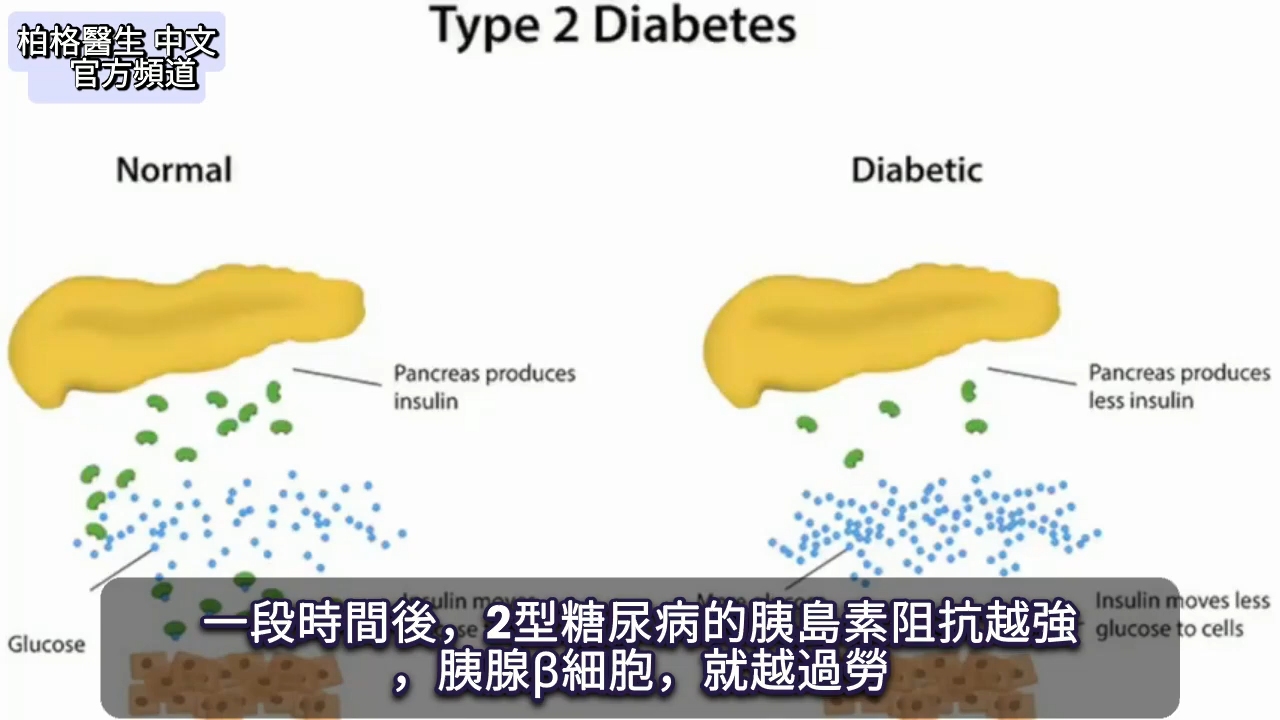 Type 2 Diabetes
柏格醫生 中文
官方頻道
Normal
Diabetic
Pancreas produces
insulin
Pancreas produces
less insulin
Glucose
Insulin moves
Insulin moves less
glucose to cells
一段時間後，2型糖尿病的胰島素阻抗越強
，胰腺β細胞，就越過勞